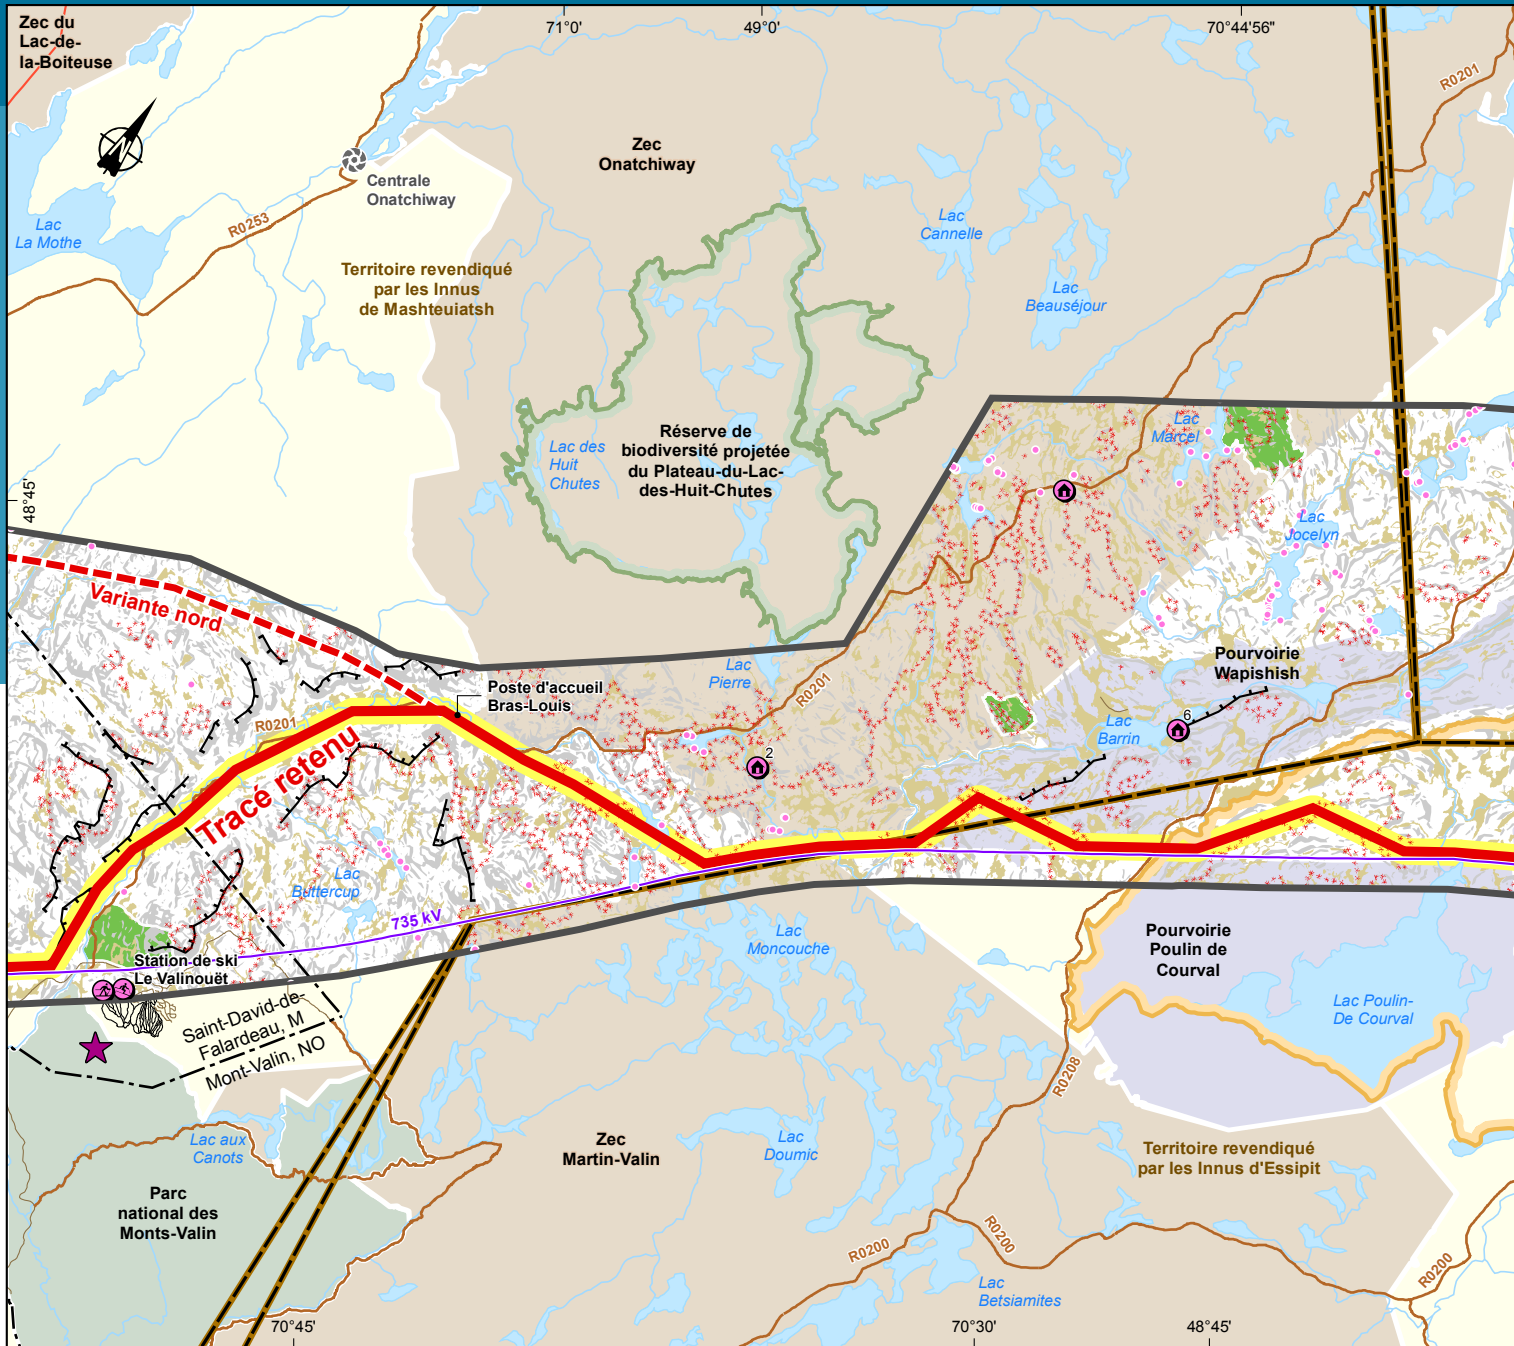 Zec du
Lac-de-
la-Boiteuse
71°0'
49°0'
70°44'56"
R0201
Zec
Onatchiway
Centrale
Onatchiway
Lac
La Mothe
R0253
Lac
Cannelle
Territoire revendiqué
par les Innus
de Mashteuiatsh
Lac
Beauséjour
Lac des
Huit
Chutes
Réserve de
biodiversité projetée
du Plateau-du-Lac-
des-Huit-Chutes
Lac
Marcel
48°45'
Lac
Jocelyn
Variante nord
Lac
Pierre
Pourvoirie
Wapishish
Poste d'accueil
Bras-Louis
R0201
R0201
6
Lac
Barrin
2
Tracé retenu
Lac
Buttercup
735 kV
Station de ski
Le Valinouët
Lac
Moncouche
Pourvoirie
Poulin de
Courval
Lac Poulin-
De Courval
Saint-David-de-
Falardeau, M
Mont-Valin, NO
R0208
Lac aux
Canots
Zec
Martin-Valin
Lac
Doumic
Territoire revendiqué
par les Innus d'Essipit
Parc
national des
Monts-Valin
R0200
R0200
R0200
Lac
Betsiamites
70°45'
70°30'
48°45'